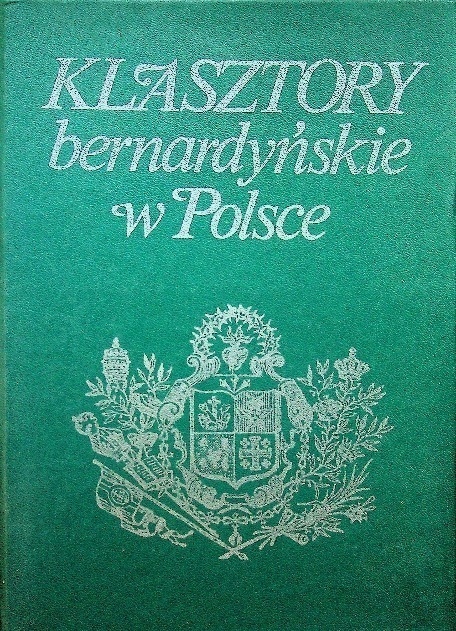 KLASZTORY
bernardyńskie
w Polsce